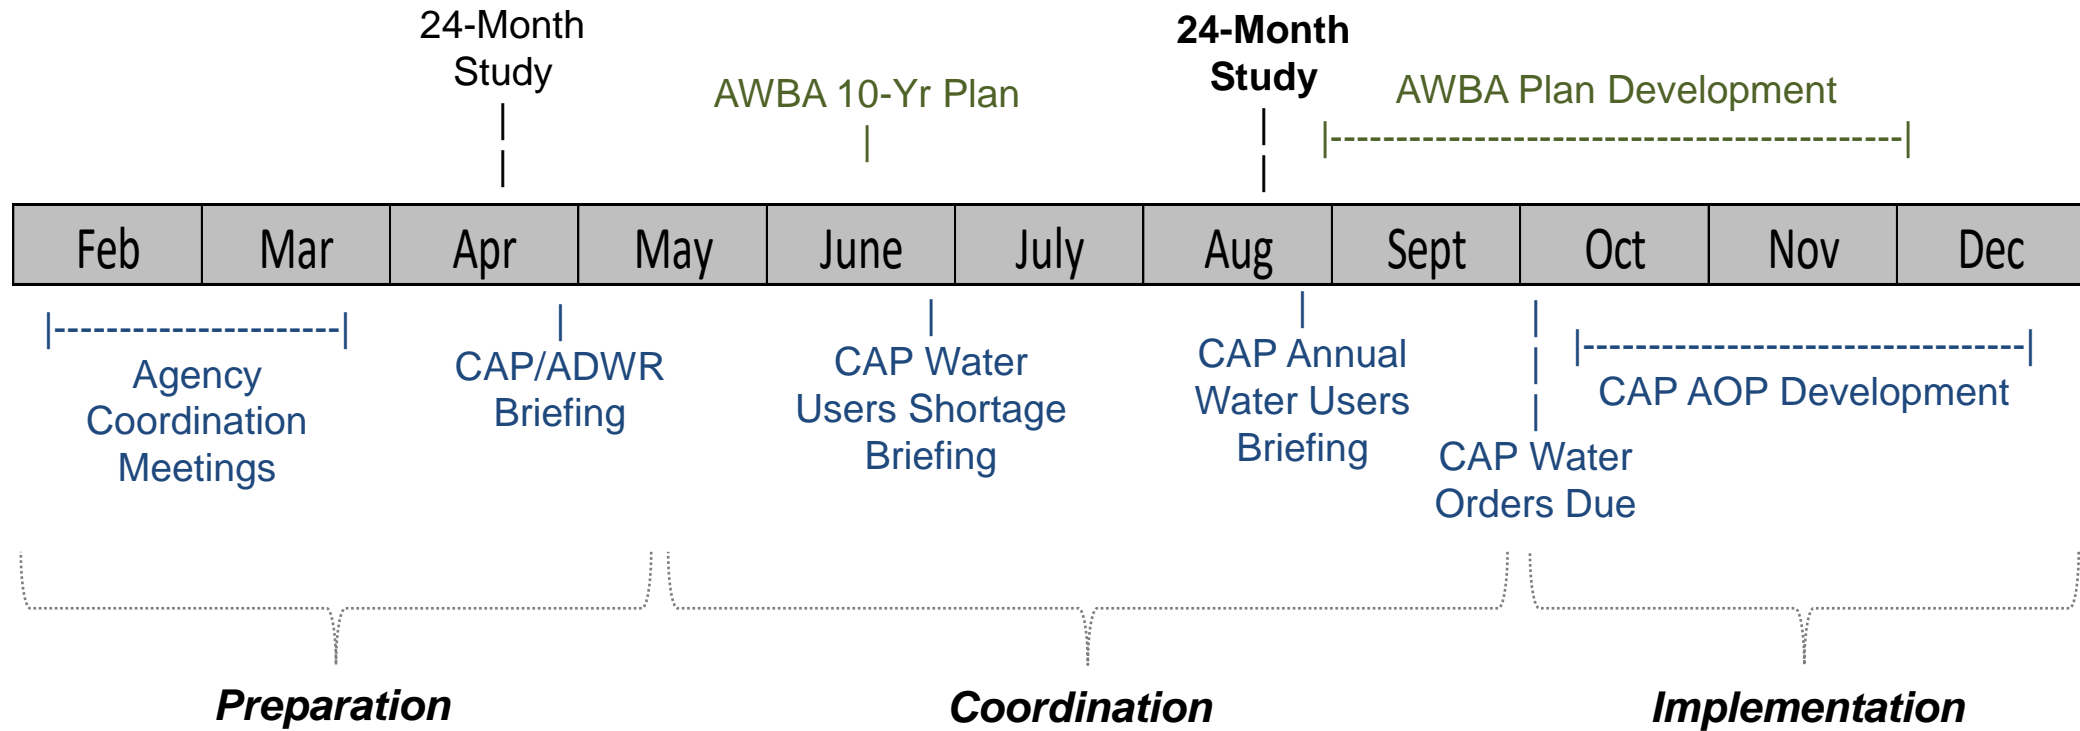 24-Month
Study
24-Month
Study
AWBA 10-Yr Plan
AWBA Plan Development
Feb
Mar
Apr
May
June
July
Aug
Sept
Oct
Nov
Dec
Agency
Coordination
Meetings
CAP/ADWR
Briefing
CAP Water
Users Shortage
Briefing
CAP Annual
Water Users
Briefing
CAP Water
Orders Due
CAP AOP Development
Preparation
Coordination
Implementation